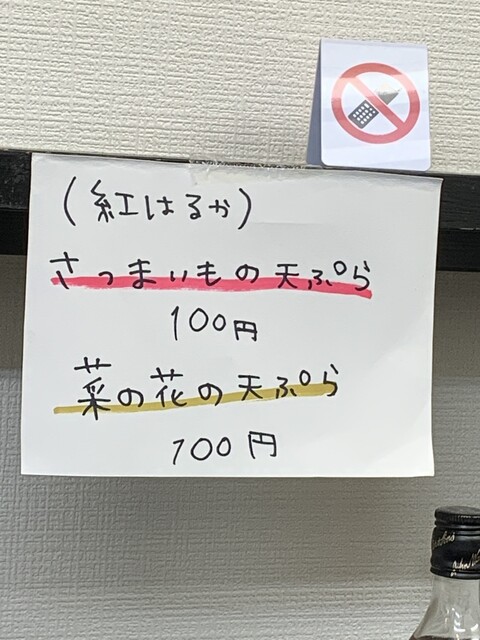 (紅はるか)
さつまいもの天ぷら
100円
菜の花の天ぷら
100円